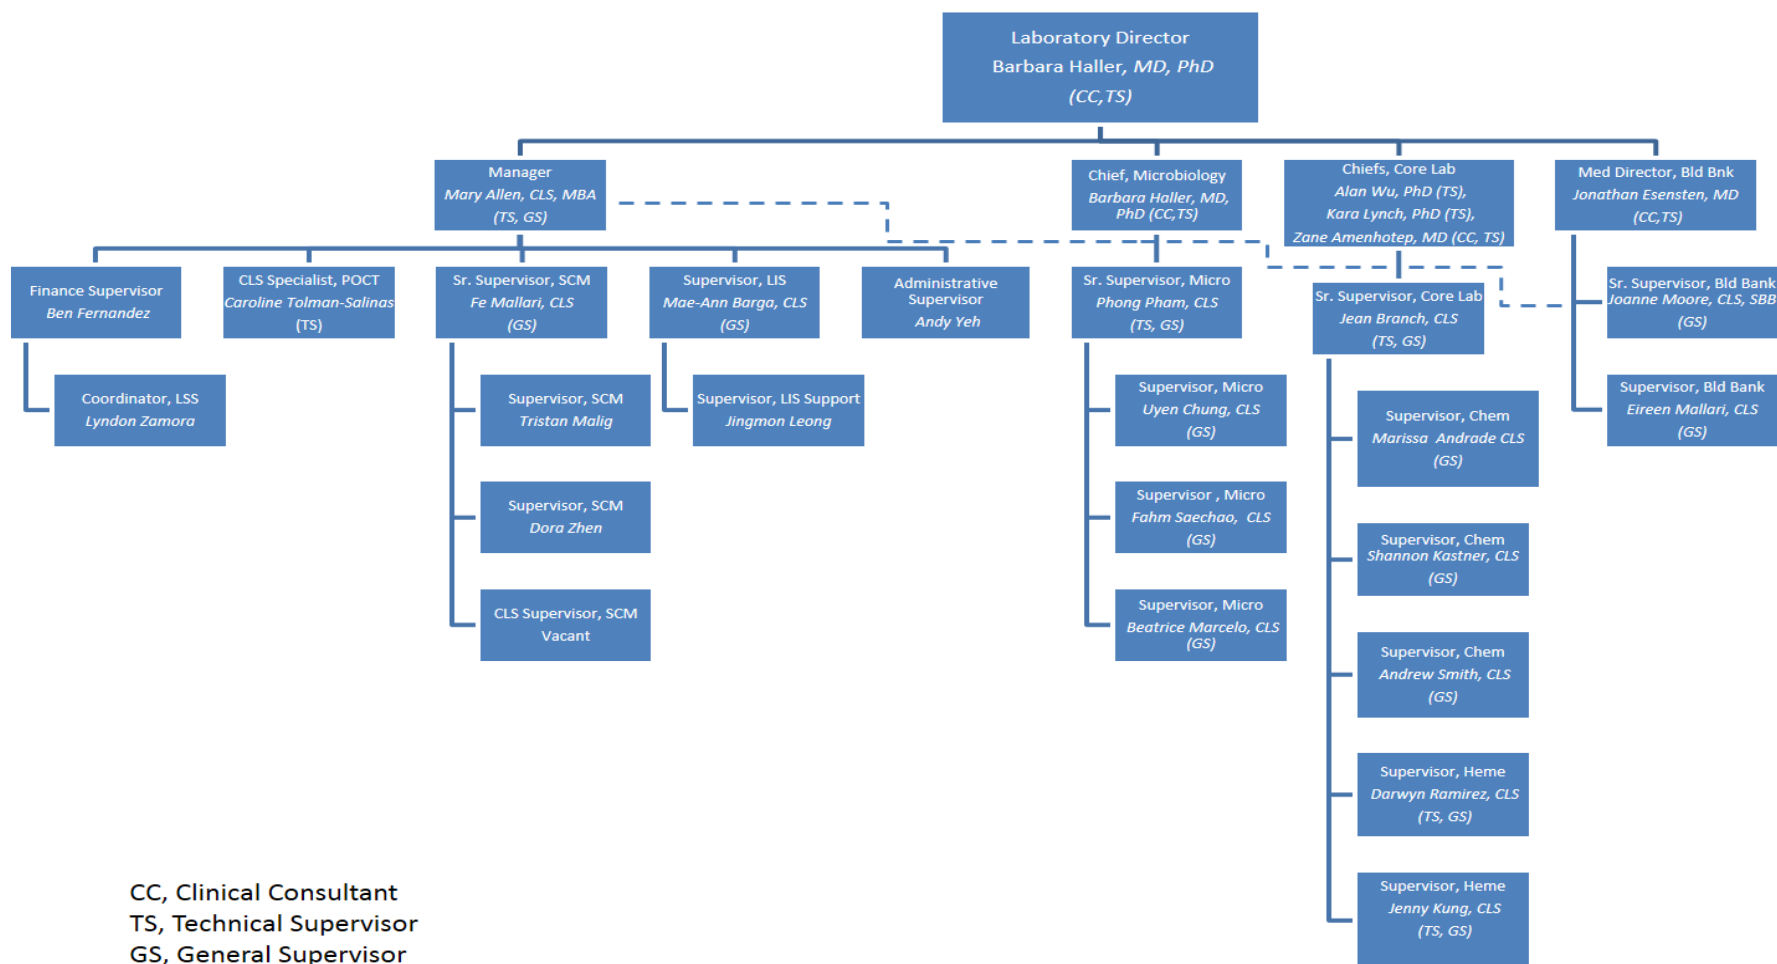 Laboratory Director
Barbara Haller, MD, PhD
(CC,TS)
Manager
Mary Allen, CLS, MBA
(TS, GS)
Chief, Microbiology
Barbara Haller, MD,
PhD (CC,TS)
Chiefs, Core Lab
Alan Wu, PhD (TS),
Kara Lynch, PhD (TS),
Zane Amenhotep, MD (CC, TS)
Med Director, Bld Bnk
Jonathan Esensten, MD
(CC,TS)
Finance Supervisor
Ben Fernandez
CLS Specialist, POCT
Caroline Tolman-Salinas
(TS)
Sr. Supervisor, SCM
Fe Mallari, CLS
(GS)
Supervisor, LIS
Mae-Ann Barga, CLS
(GS)
Administrative
Supervisor
Andy Yeh
Sr. Supervisor, Micro
Phong Pham, CLS
(TS, GS)
Sr. Supervisor, Core Lab
Jean Branch, CLS
(TS, GS)
Sr. Supervisor, Bld Bank
Joanne Moore, CLS, SBB
(GS)
Coordinator, LSS
Lyndon Zamora
Supervisor, SCM
Tristan Malig
Supervisor, LIS Support
Jingmon Leong
Supervisor, Micro
Uyen Chung, CLS
(GS)
Supervisor, Chem
Marissa Andrade CLS
(GS)
Supervisor, Bld Bank
Eireen Mallari, CLS
(GS)
Supervisor, SCM
Dora Zhen
Supervisor , Micro
Fahm Saechao, CLS
(GS)
Supervisor, Chem
Shannon Kastner, CLS
(GS)
CLS Supervisor, SCM
Vacant
Supervisor, Micro
Beatrice Marcelo, CLS
(GS)
Supervisor, Chem
Andrew Smith, CLS
(GS)
Supervisor, Heme
Darwyn Ramirez, CLS
(TS, GS)
Supervisor, Heme
Jenny Kung, CLS
(TS, GS)
CC, Clinical Consultant
TS, Technical Supervisor
GS, General Supervisor